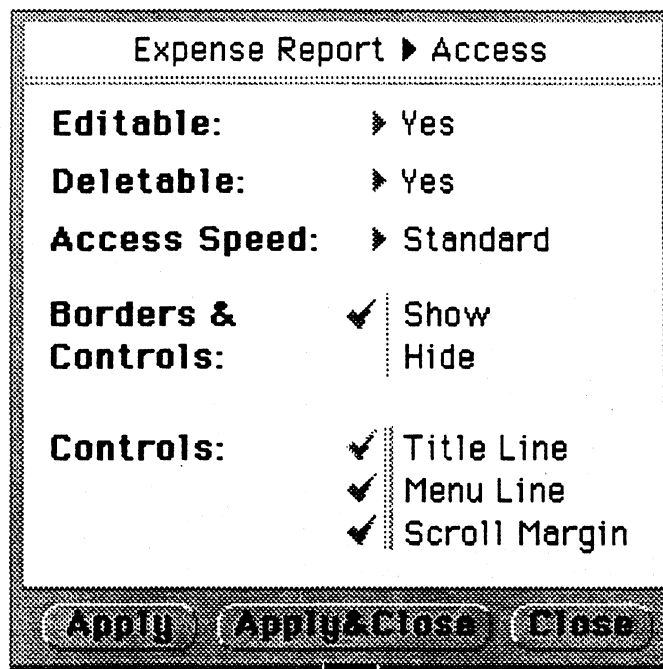 Expense Report ▶ Access
Editable: ▶ Yes
Deletable: ▶ Yes
Access Speed: ▶ Standard
Borders & ✓ Show
Controls: Hide
Controls: ✓ Title Line
✓ Menu Line
✓ Scroll Margin
Apply Apply&Close Close